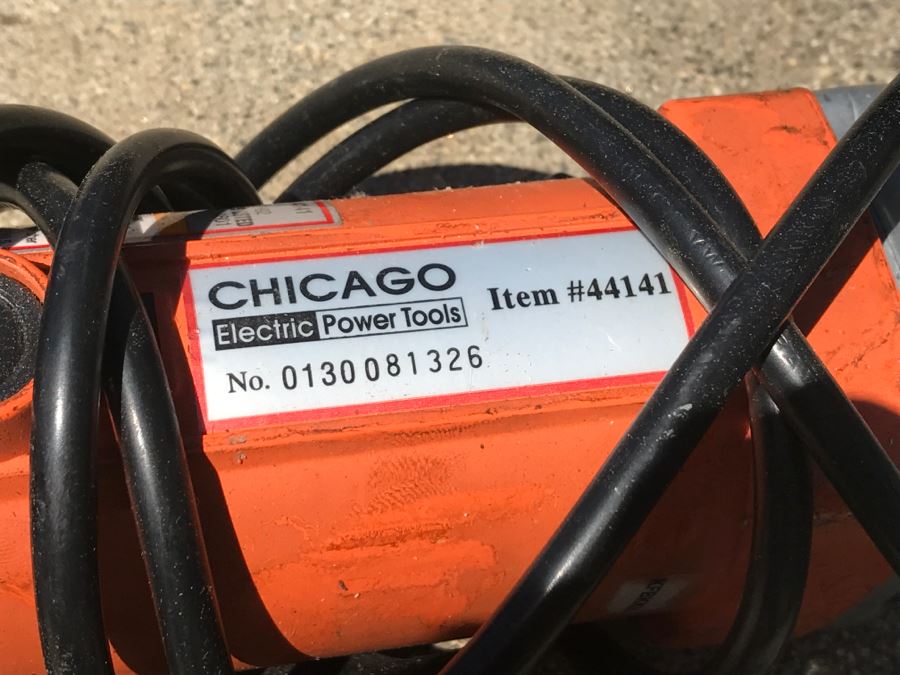 CHICAGO
Electric Power Tools
Item #44141
No. 0130081326